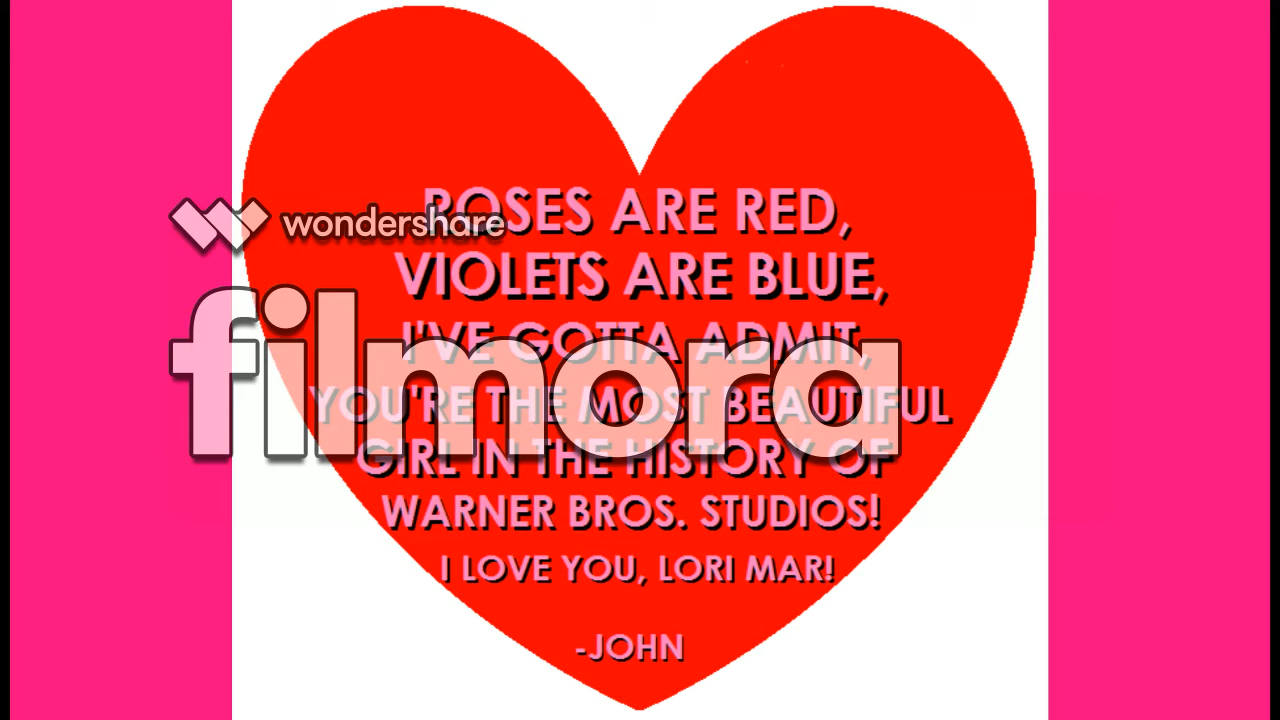 ROSES ARE RED,
wondershare
VIOLETS ARE BLUE,
filmora
I'VE GOTTA ADMIT,
YOU'RE THE MOST BEAUTIFUL
GIRL IN THE HISTORY OF
WARNER BROS. STUDIOS!
I LOVE YOU, LORI MAR!
-JOHN